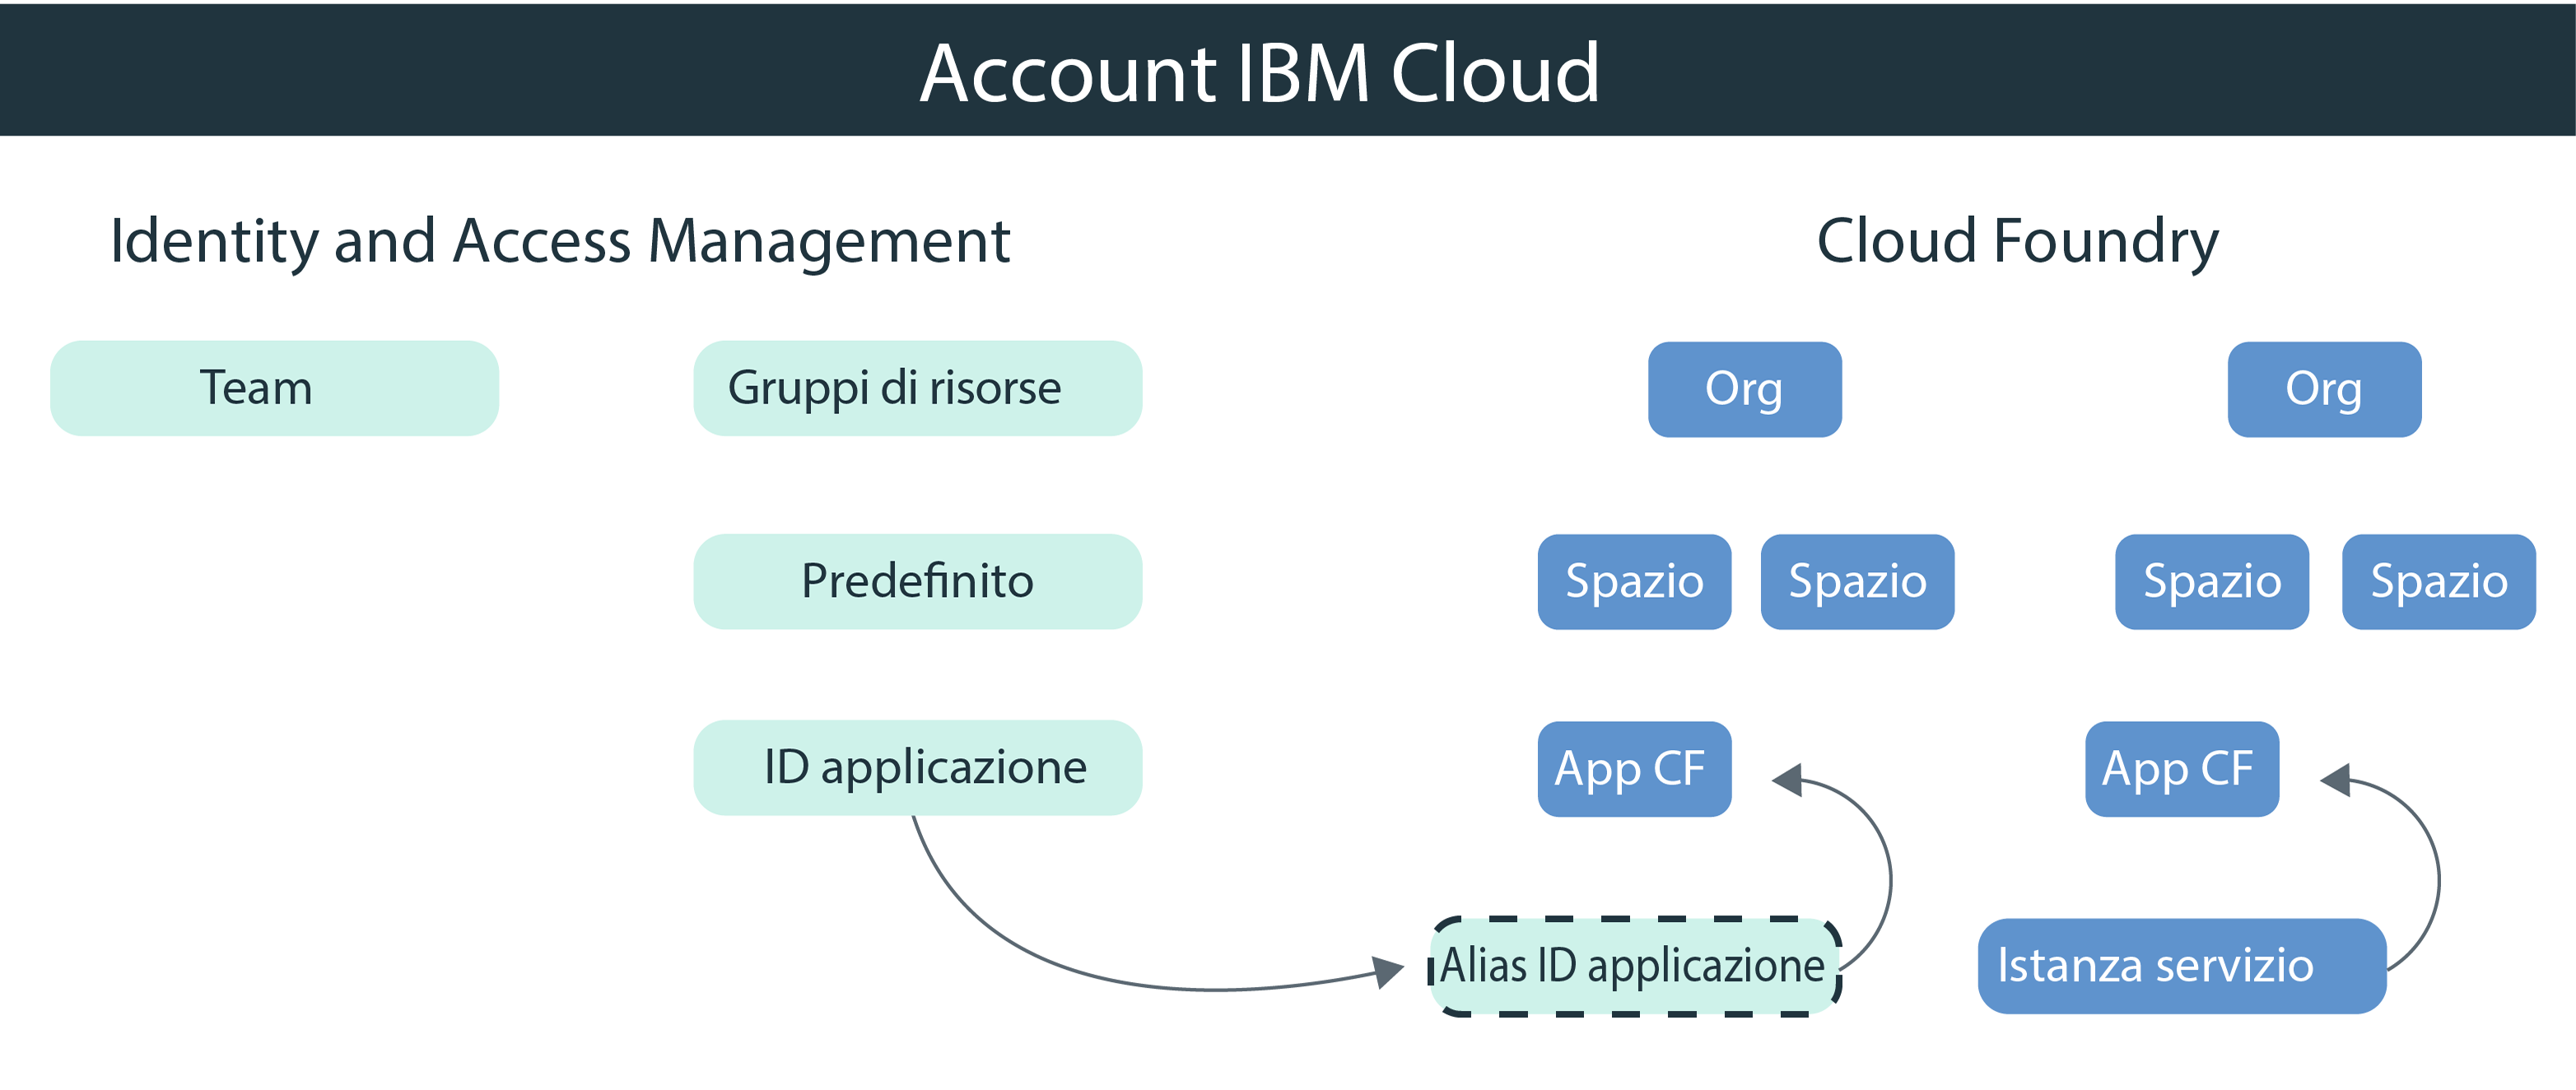 Account IBM Cloud
Identity and Access Management
Cloud Foundry
Team
Gruppi di risorse
Org
Org
Predefinito
Spazio
Spazio
Spazio
Spazio
ID applicazione
App CF
App CF
Alias ID applicazione
Istanza servizio